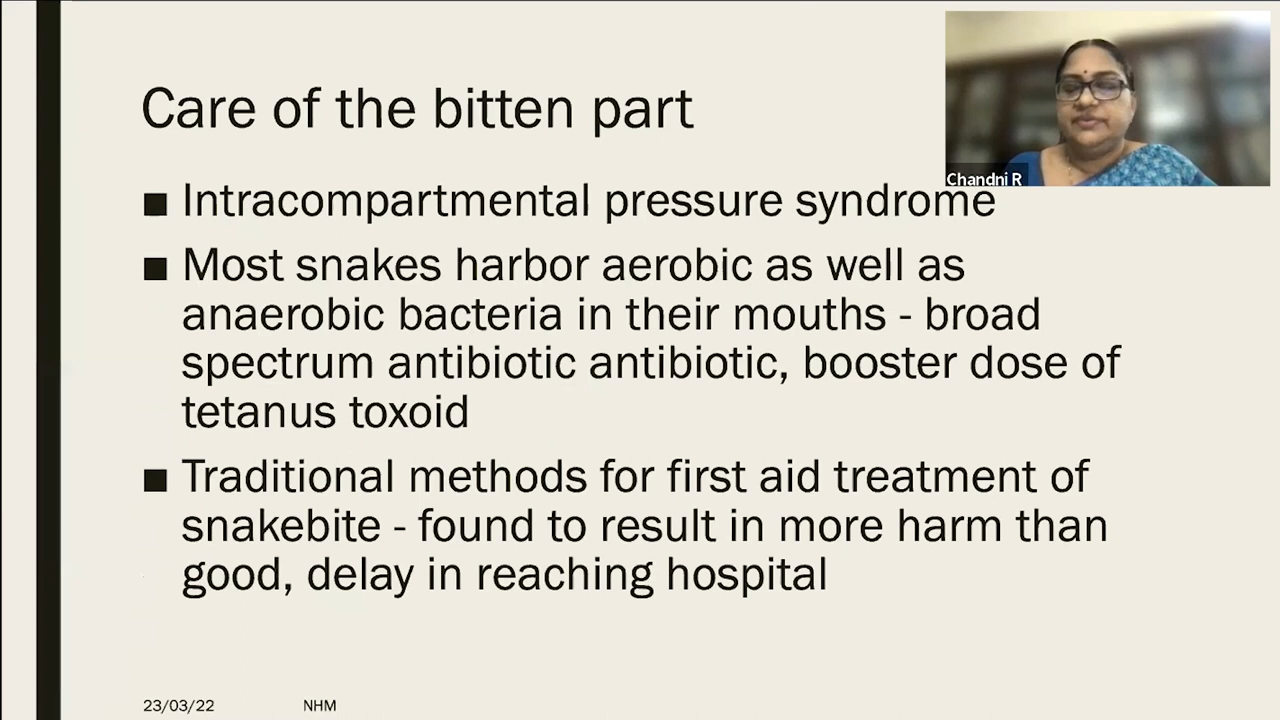 Care of the bitten part
Chandni R
■ Intracompartmental pressure syndrome
■ Most snakes harbor aerobic as well as
anaerobic bacteria in their mouths - broad
spectrum antibiotic antibiotic, booster dose of
tetanus toxoid
■ Traditional methods for first aid treatment of
snakebite - found to result in more harm than
good, delay in reaching hospital
23/03/22 NHM